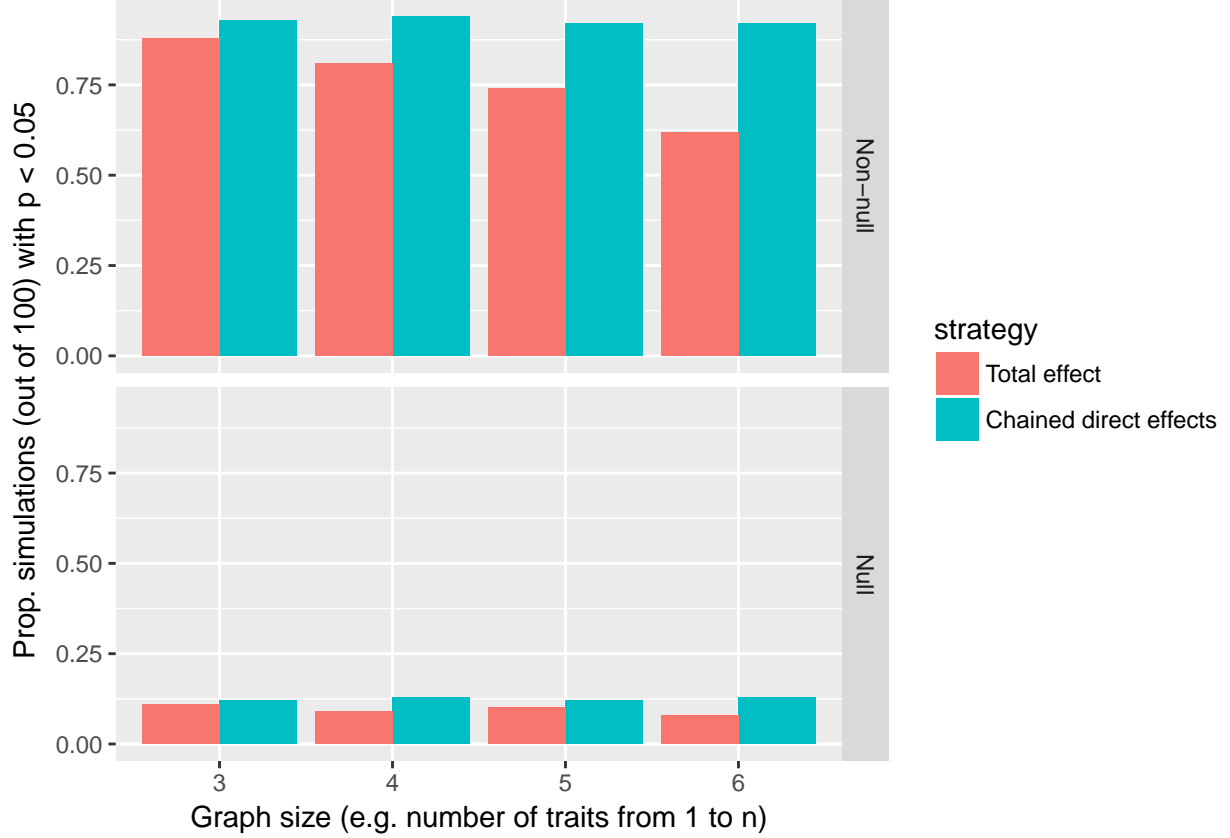 Prop. simulations (out of 100) with p < 0.05
0.75
0.50
0.25
0.00
Non−null
0.75
0.50
0.25
0.00
Null
3
4
5
6
Graph size (e.g. number of traits from 1 to n)
strategy
Total effect
Chained direct effects